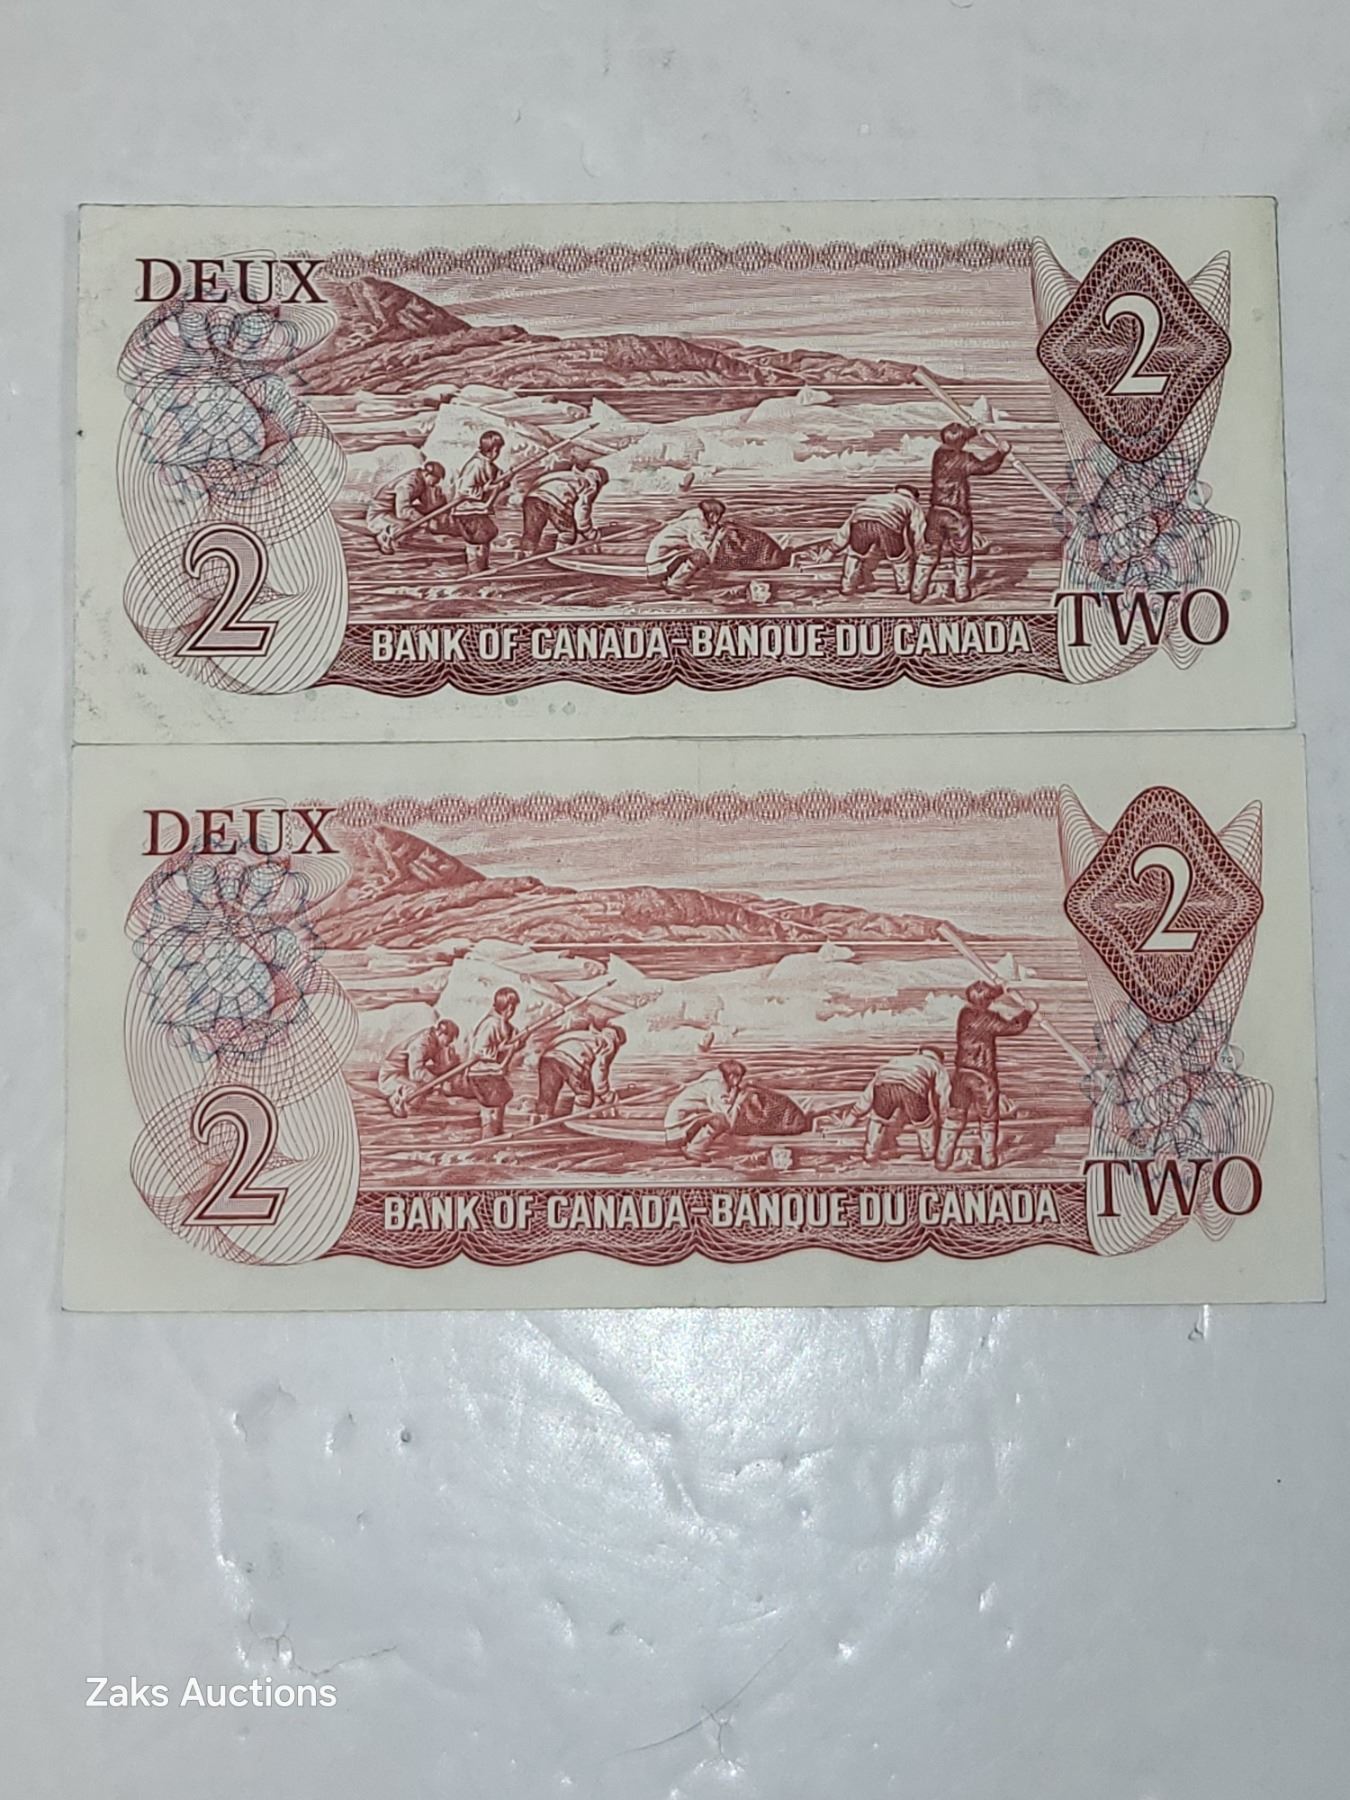 DEUX
2
2
BANK OF CANADA-BANQUE DU CANADA
TWO
DEUX
2
2
BANK OF CANADA-BANQUE DU CANADA
TWO
Zaks Auctions